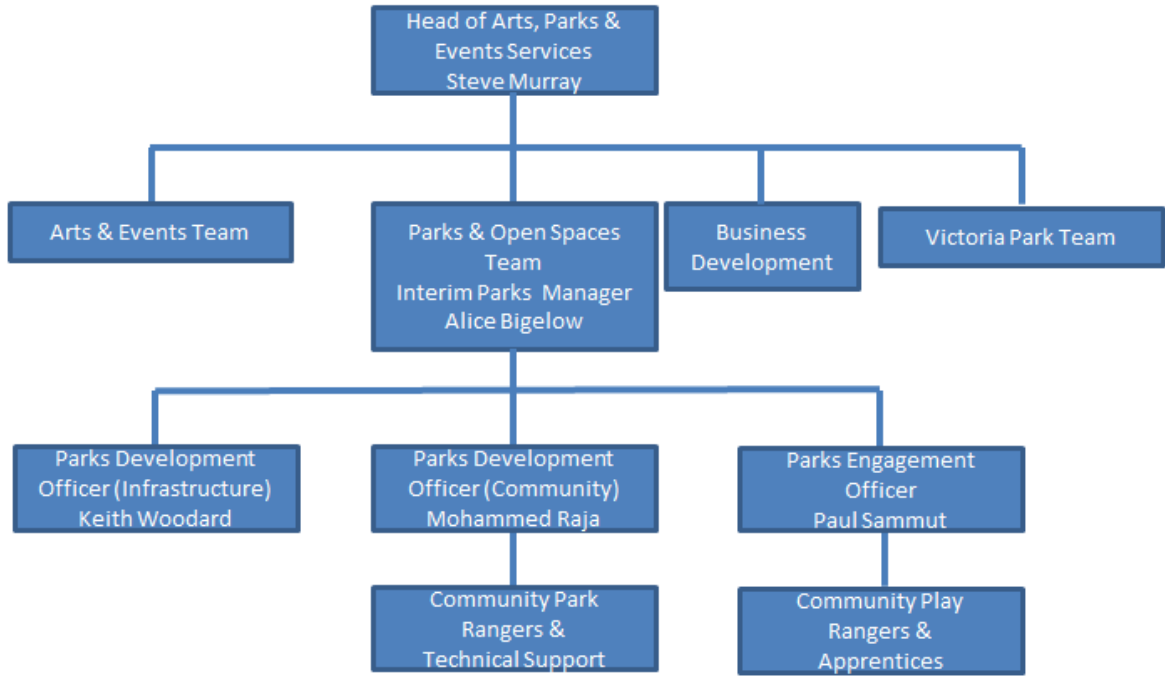 Head of Arts, Parks &
Events Services
Steve Murray
Arts & Events Team
Parks & Open Spaces
Team
Interim Parks  Manager
Alice Bigelow
Business
Development
Victoria Park Team
Parks Development
Officer (Infrastructure)
Keith Woodard
Parks Development
Officer (Community)
Mohammed Raja
Parks Engagement
Officer
Paul Sammut
Community Park
Rangers &
Technical Support
Community Play
Rangers &
Apprentices